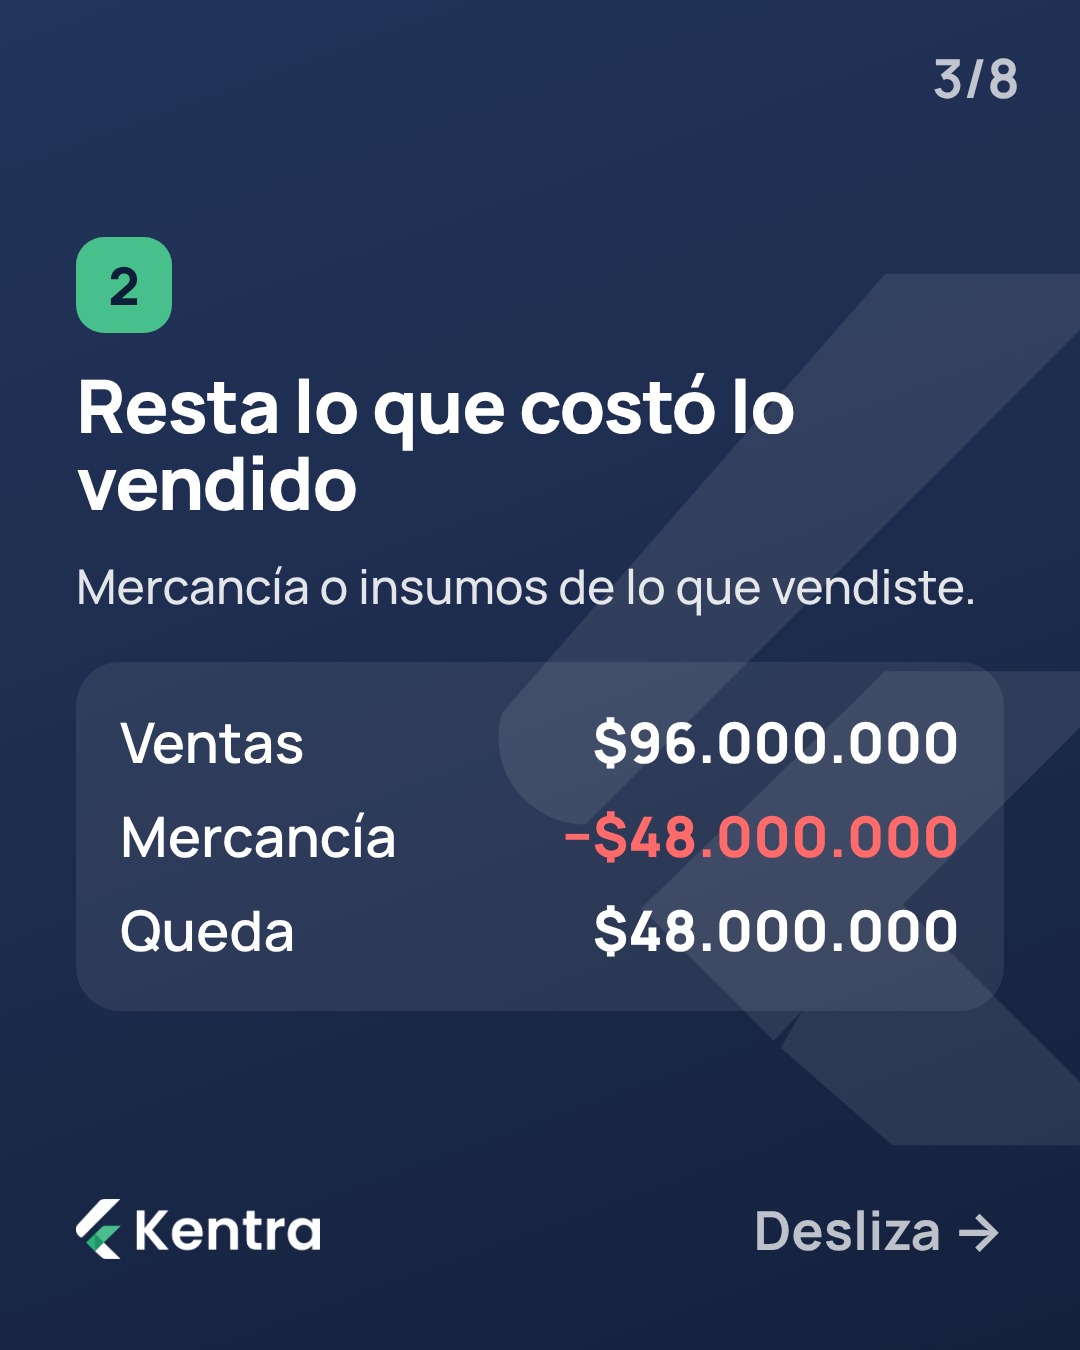 3/8
2
Resta lo que costó lo
vendido
Mercancía o insumos de lo que vendiste.
Ventas $96.000.000
Mercancía −$48.000.000
Queda $48.000.000
Kentra
Desliza →